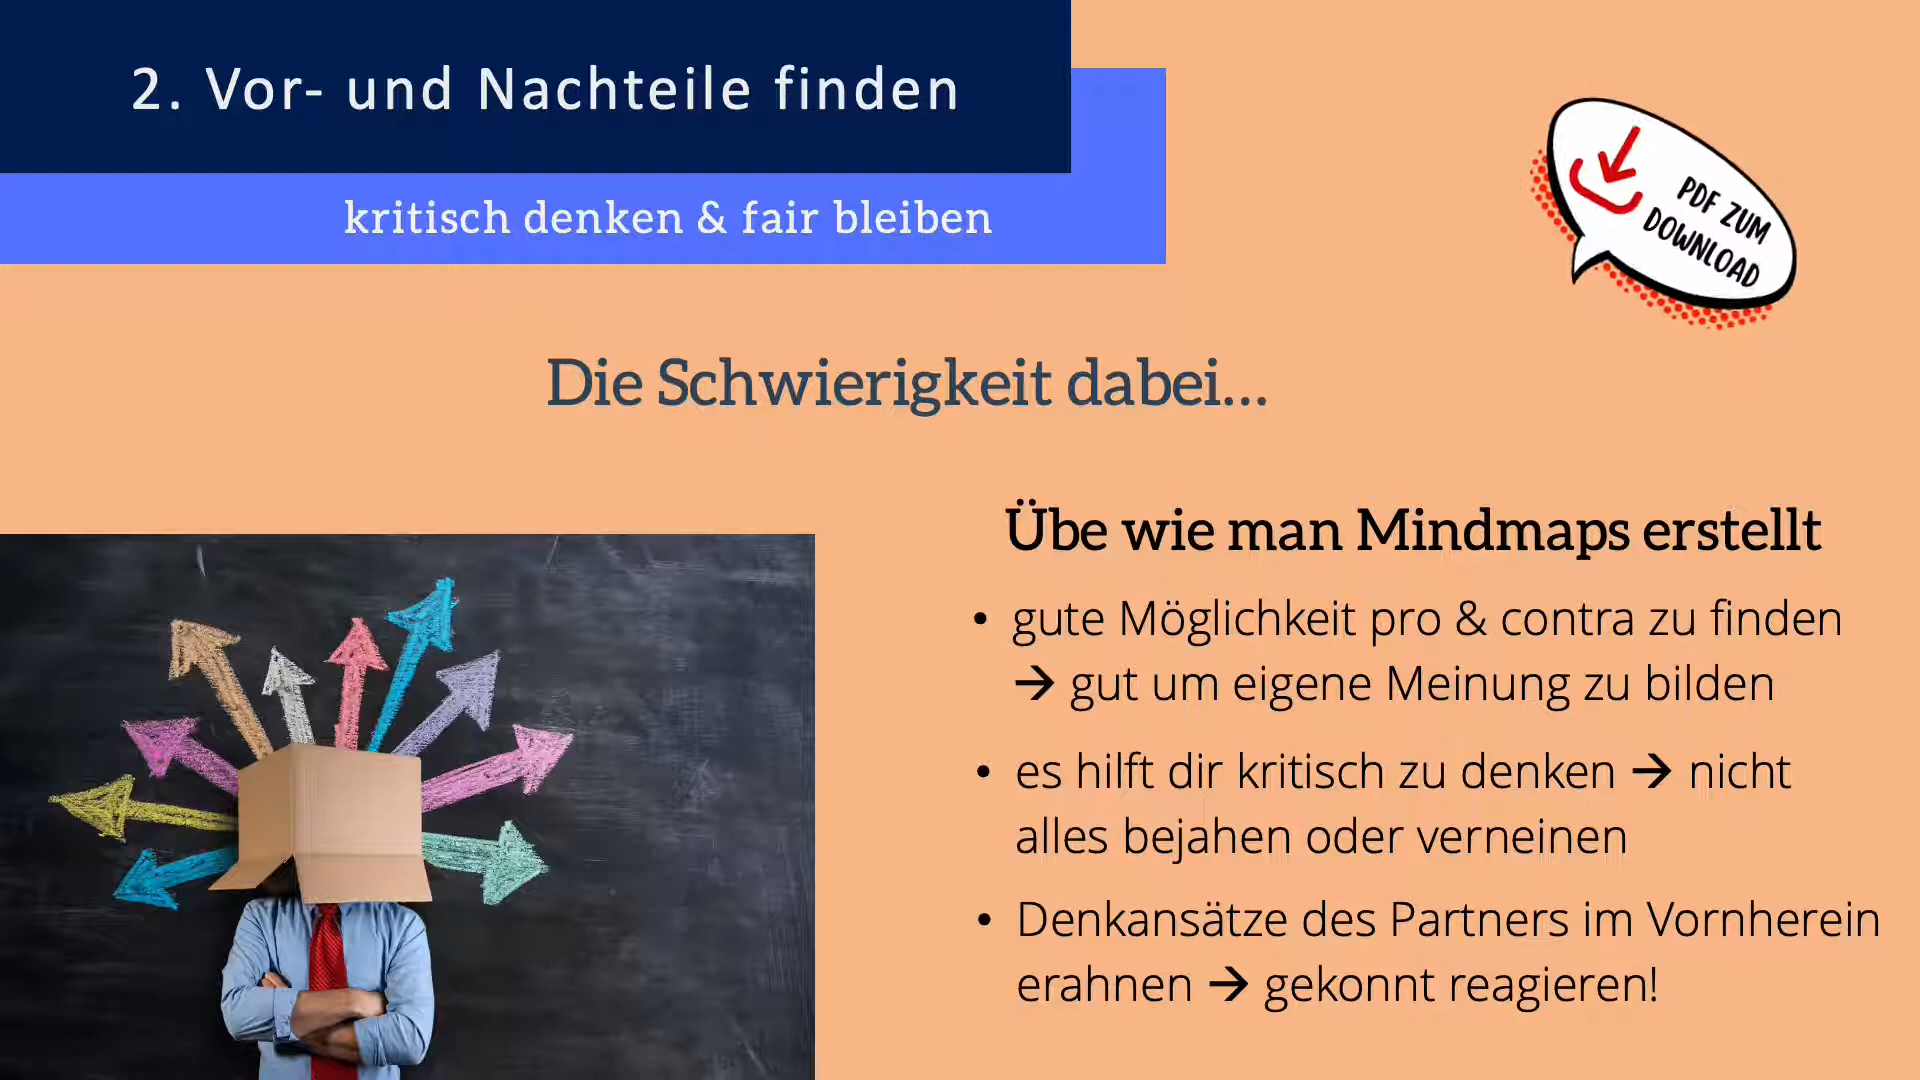 2. Vor- und Nachteile finden
kritisch denken & fair bleiben
PDF ZUM
DOWNLOAD
Die Schwierigkeit dabei...
Übe wie man Mindmaps erstellt
• gute Möglichkeit pro & contra zu finden
→ gut um eigene Meinung zu bilden
• es hilft dir kritisch zu denken → nicht
alles bejahen oder verneinen
• Denkansätze des Partners im Vornherein
erahnen → gekonnt reagieren!